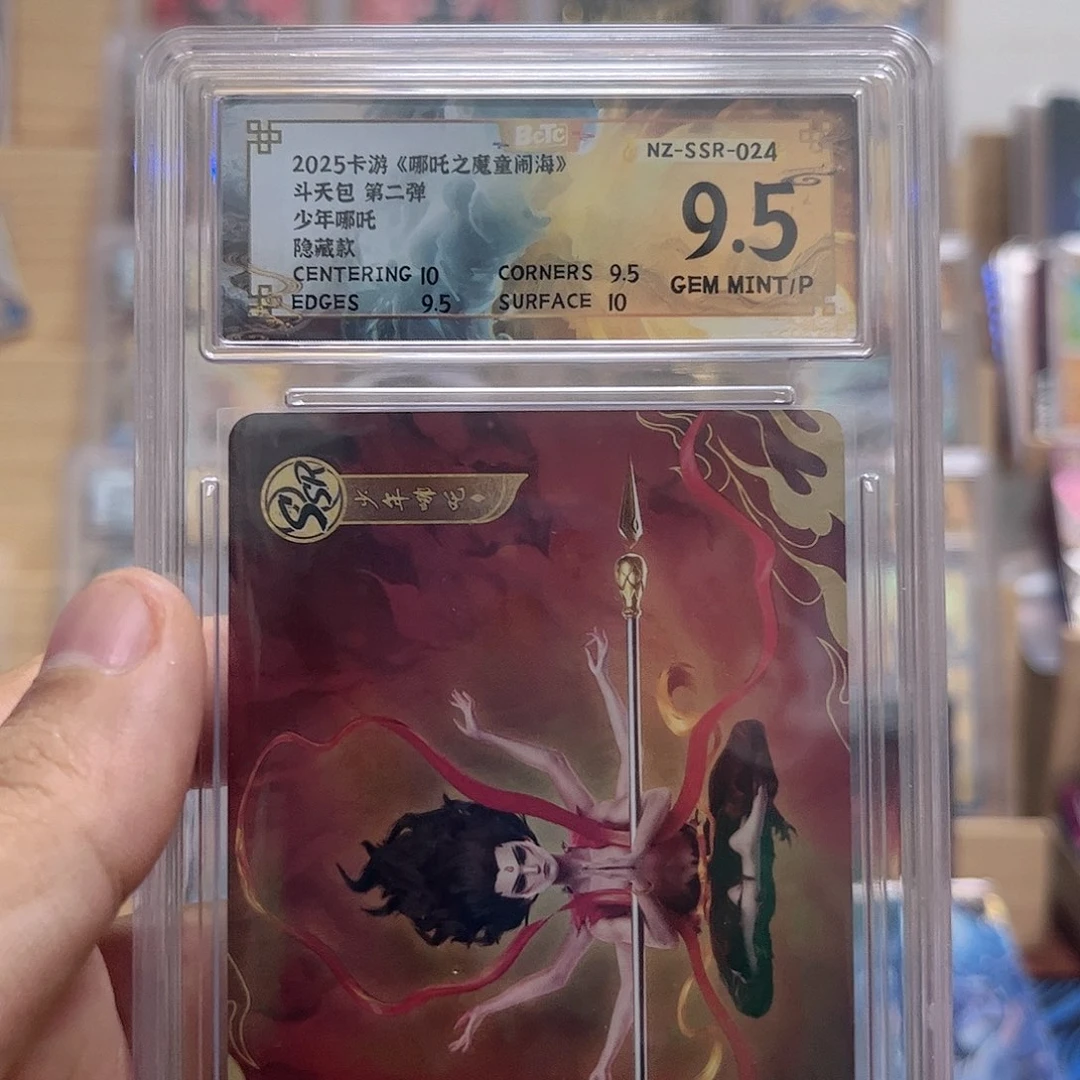 BCTC
2025卡游《哪吒之魔童闹海》
NZ-SSR-024
斗天包 第二弹
少年哪吒
隐藏款
9.5
CENTERING 10 CORNERS 9.5
GEM MINT/P
EDGES 9.5 SURFACE 10
SSR 少年哪吒